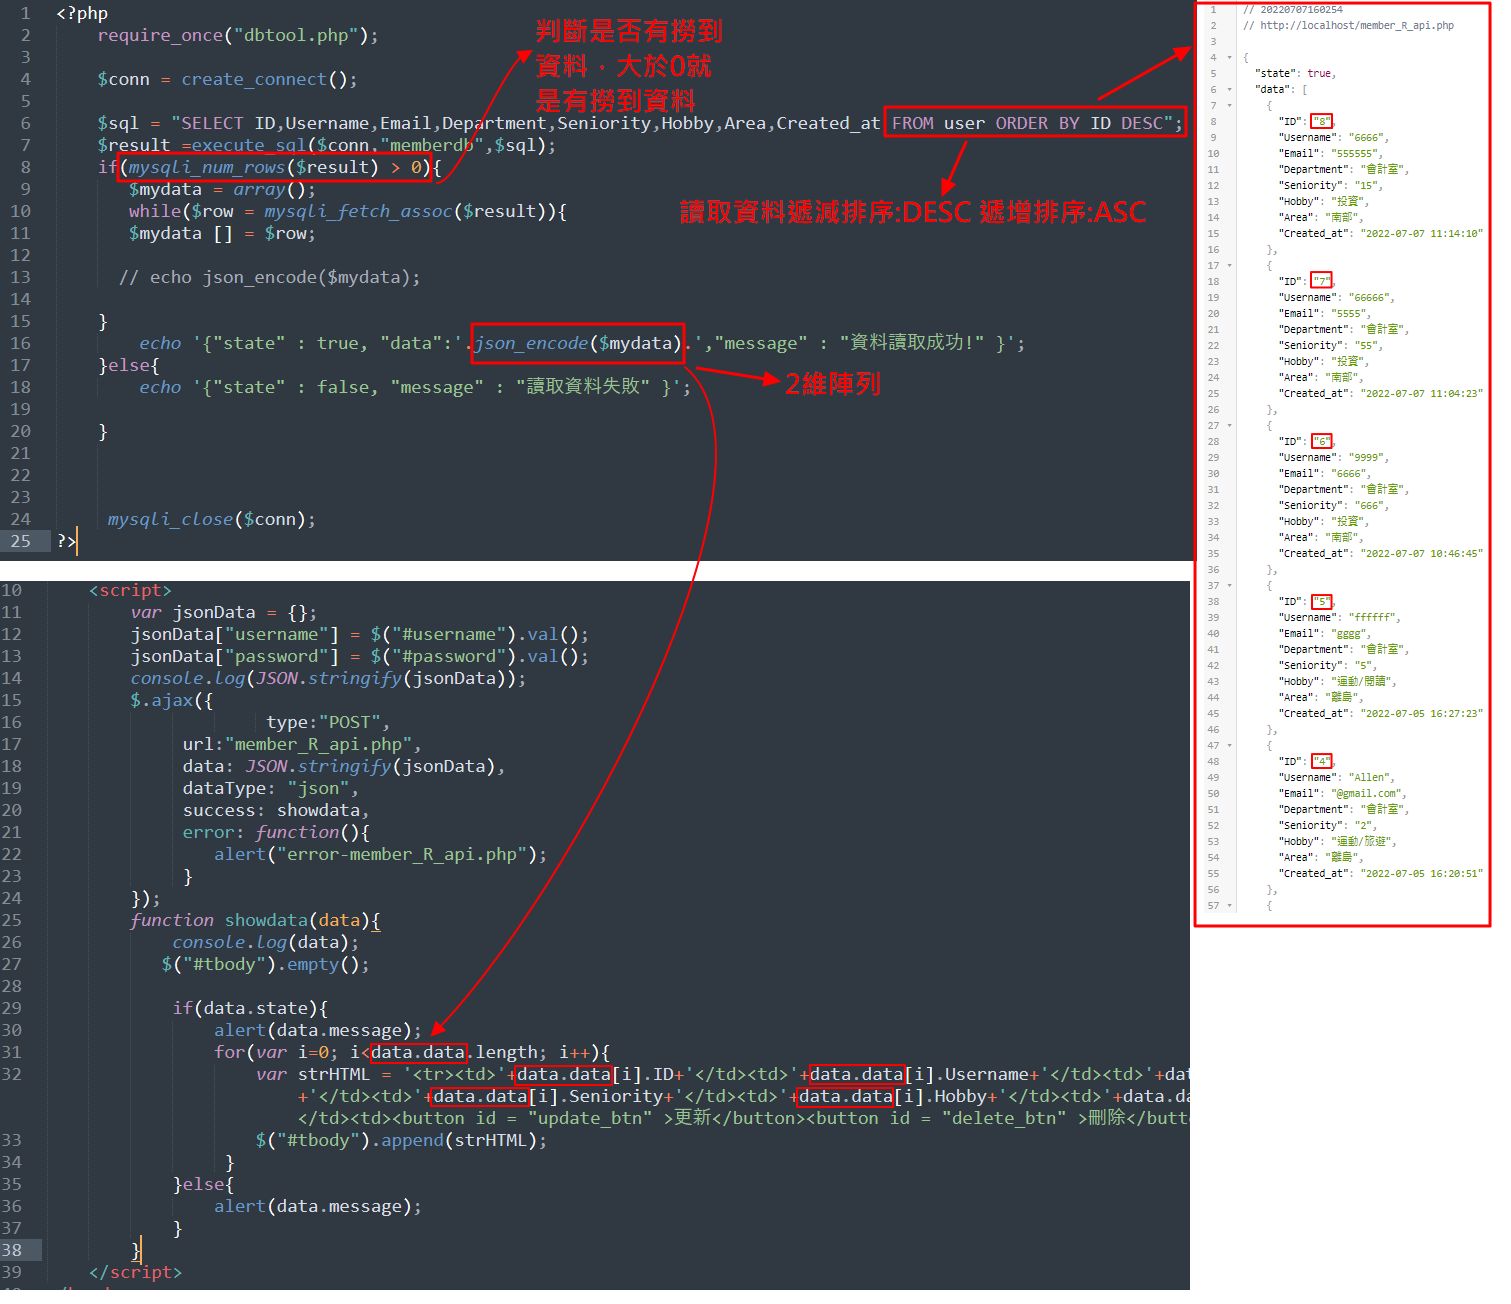 1 <?php
2 require_once("dbtool.php");
3
4 $conn = create_connect();
5
6 $sql = "SELECT ID,Username,Email,Department,Seniority,Hobby,Area,Created_at FROM user ORDER BY ID DESC";
7 $result =execute_sql($conn,"memberdb",$sql);
8 if(mysqli_num_rows($result) > 0){
9 $mydata = array();
10 while($row = mysqli_fetch_assoc($result)){
11 $mydata [] = $row;
12
13 // echo json_encode($mydata);
14
15 }
16 echo '{"state" : true, "data":'.json_encode($mydata).',"message" : "資料讀取成功!" }';
17 }else{
18 echo '{"state" : false, "message" : "讀取資料失敗" }';
19
20 }
21
22
23
24 mysqli_close($conn);
25 ?>
判斷是否有撈到
資料，大於0就
是有撈到資料
讀取資料遞減排序:DESC 遞增排序:ASC
2維陣列
10 <script>
11 var jsonData = {};
12 jsonData["username"] = $("#username").val();
13 jsonData["password"] = $("#password").val();
14 console.log(JSON.stringify(jsonData));
15 $.ajax({
16 type:"POST",
17 url:"member_R_api.php",
18 data: JSON.stringify(jsonData),
19 dataType: "json",
20 success: showdata,
21 error: function(){
22 alert("error-member_R_api.php");
23 }
24 });
25 function showdata(data){
26 console.log(data);
27 $("#tbody").empty();
28
29 if(data.state){
30 alert(data.message);
31 for(var i=0; i<data.data.length; i++){
32 var strHTML = '<tr><td>'+data.data[i].ID+'</td><td>'+data.data[i].Username+'</td><td>'+dat
+'</td><td>'+data.data[i].Seniority+'</td><td>'+data.data[i].Hobby+'</td><td>'+data.da
</td><td><button id = "update_btn" >更新</button><button id = "delete_btn" >刪除</butt
33 $("#tbody").append(strHTML);
34 }
35 }else{
36 alert(data.message);
37 }
38 }
39 </script>
1 // 20220707160254
2 // http://localhost/member_R_api.php
3
4 {
5 "state": true,
6 "data": [
7 {
8 "ID": "8",
9 "Username": "6666",
10 "Email": "555555",
11 "Department": "會計室",
12 "Seniority": "15",
13 "Hobby": "投資",
14 "Area": "南部",
15 "Created_at": "2022-07-07 11:14:10"
16 },
17 {
18 "ID": "7",
19 "Username": "66666",
20 "Email": "5555",
21 "Department": "會計室",
22 "Seniority": "55",
23 "Hobby": "投資",
24 "Area": "南部",
25 "Created_at": "2022-07-07 11:04:23"
26 },
27 {
28 "ID": "6",
29 "Username": "9999",
30 "Email": "6666",
31 "Department": "會計室",
32 "Seniority": "666",
33 "Hobby": "投資",
34 "Area": "南部",
35 "Created_at": "2022-07-07 10:46:45"
36 },
37 {
38 "ID": "5",
39 "Username": "ffffff",
40 "Email": "gggg",
41 "Department": "會計室",
42 "Seniority": "5",
43 "Hobby": "運動/閱讀",
44 "Area": "離島",
45 "Created_at": "2022-07-05 16:27:23"
46 },
47 {
48 "ID": "4",
49 "Username": "Allen",
50 "Email": "@gmail.com",
51 "Department": "會計室",
52 "Seniority": "2",
53 "Hobby": "運動/旅遊",
54 "Area": "離島",
55 "Created_at": "2022-07-05 16:20:51"
56 },
57 {